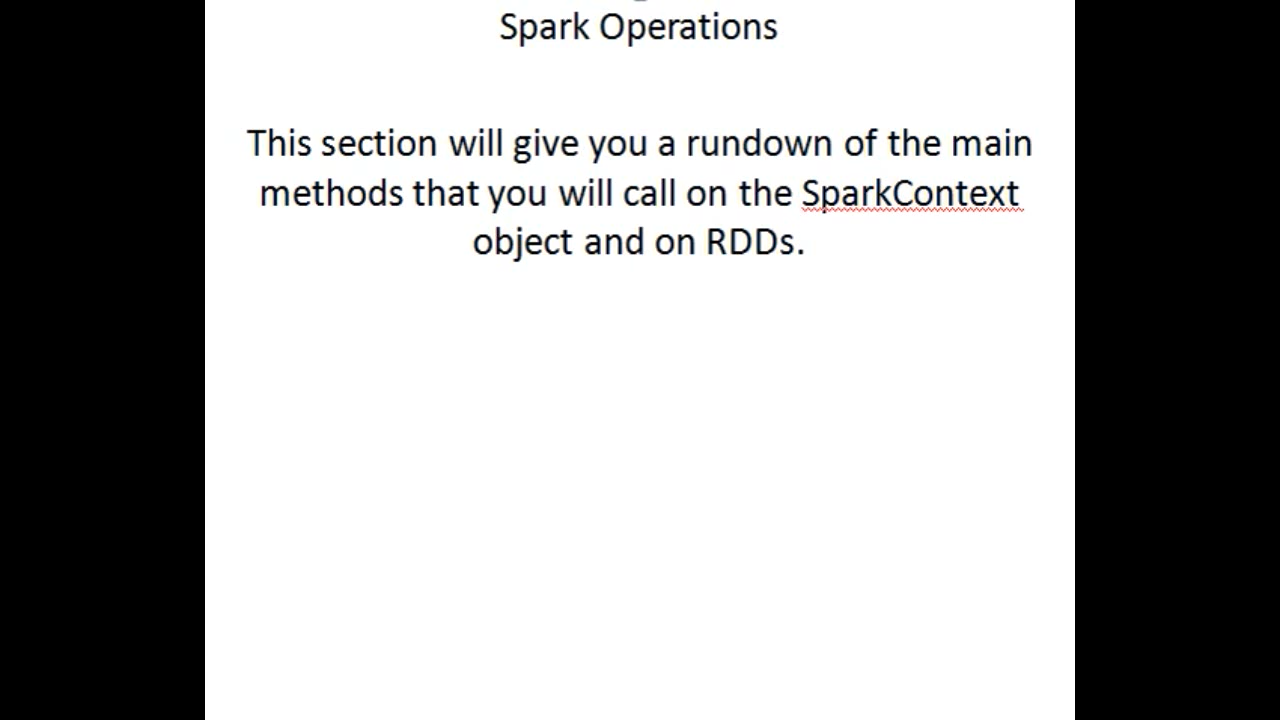 Spark Operations
This section will give you a rundown of the main
methods that you will call on the SparkContext
object and on RDDs.